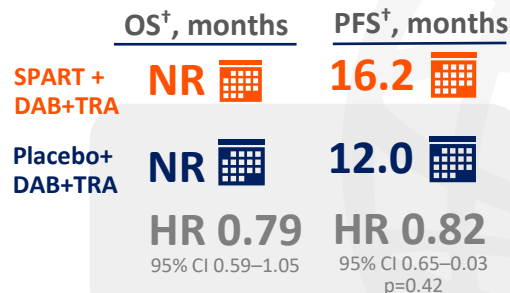 OS†, months PFS†, months
SPART + DAB+TRA NR 16.2
Placebo+ DAB+TRA NR 12.0
HR 0.79 HR 0.82
95% CI 0.59–1.05 95% CI 0.65–0.03
p=0.42